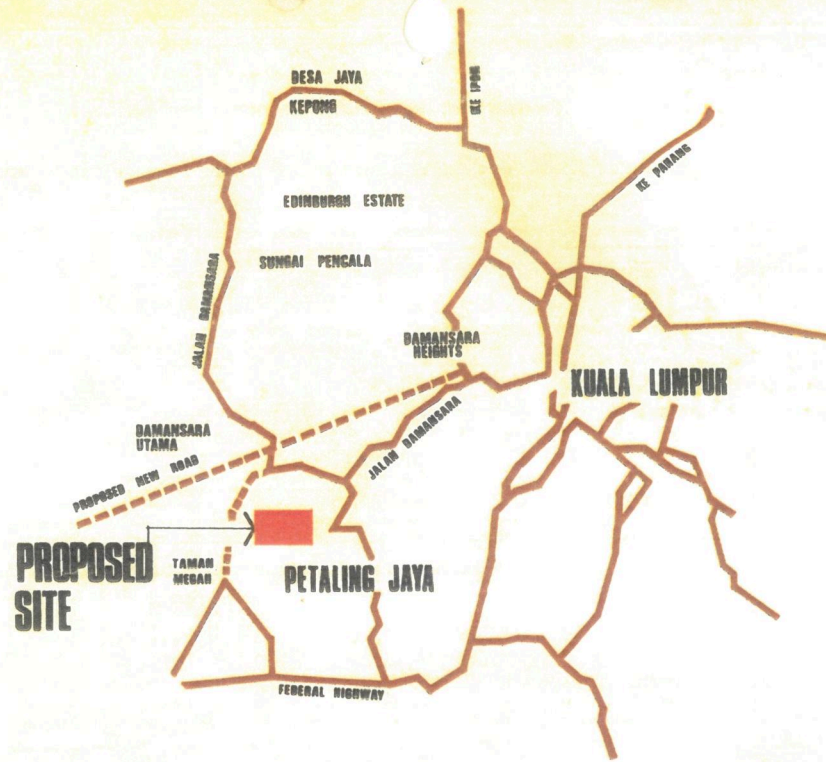 DESA JAYA
KEPONG
KE IPOH
KE PAHANG
EDINBURGH ESTATE
SUNGAI PENCALA
JALAN DAMANSARA
DAMANSARA
HEIGHTS
KUALA LUMPUR
JALAN DAMANSARA
DAMANSARA
UTAMA
PROPOSED NEW ROAD
PROPOSED
SITE
TAMAN
MEGAH
PETALING JAYA
FEDERAL HIGHWAY